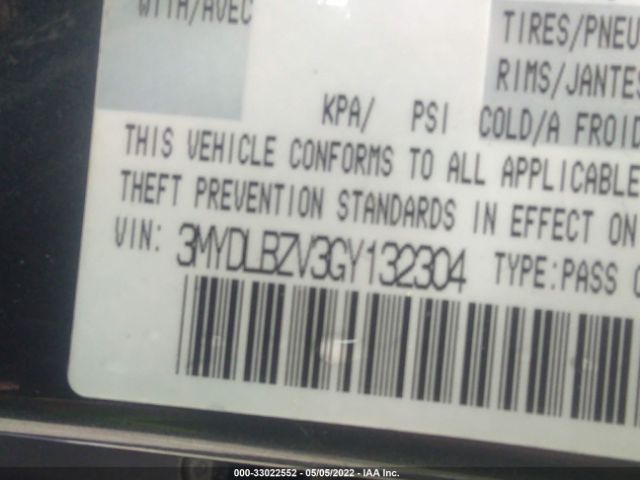 WITH/AVEC
TIRES/PNEU
RIMS/JANTES
KPA/ PSI COLD/A FROID
THIS VEHICLE CONFORMS TO ALL APPLICABLE
THEFT PREVENTION STANDARDS IN EFFECT ON
VIN: 3MYDLBZV3GY132304 TYPE:PASS
000-33022552 - 05/05/2022 - IAA Inc.